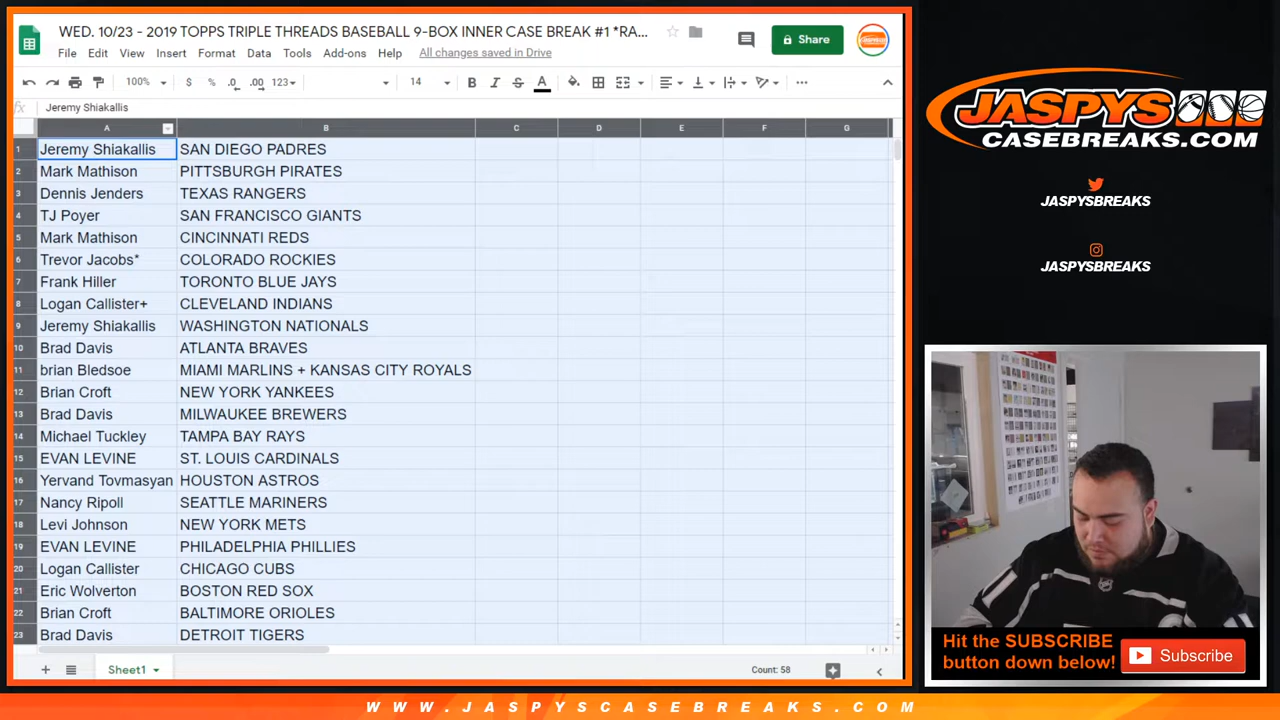 WED. 10/23 - 2019 TOPPS TRIPLE THREADS BASEBALL 9-BOX INNER CASE BREAK #1 *RA...
Share
File Edit View Insert Format Data Tools Add-ons Help All changes saved in Drive
100% $ % .0 .00 123 14 B I S A ...
fx Jeremy Shiakallis
A B C D E F G
1 Jeremy Shiakallis SAN DIEGO PADRES
2 Mark Mathison PITTSBURGH PIRATES
3 Dennis Jenders TEXAS RANGERS
4 TJ Poyer SAN FRANCISCO GIANTS
5 Mark Mathison CINCINNATI REDS
6 Trevor Jacobs* COLORADO ROCKIES
7 Frank Hiller TORONTO BLUE JAYS
8 Logan Callister+ CLEVELAND INDIANS
9 Jeremy Shiakallis WASHINGTON NATIONALS
10 Brad Davis ATLANTA BRAVES
11 brian Bledsoe MIAMI MARLINS + KANSAS CITY ROYALS
12 Brian Croft NEW YORK YANKEES
13 Brad Davis MILWAUKEE BREWERS
14 Michael Tuckley TAMPA BAY RAYS
15 EVAN LEVINE ST. LOUIS CARDINALS
16 Yervand Tovmasyan HOUSTON ASTROS
17 Nancy Ripoll SEATTLE MARINERS
18 Levi Johnson NEW YORK METS
19 EVAN LEVINE PHILADELPHIA PHILLIES
20 Logan Callister CHICAGO CUBS
21 Eric Wolverton BOSTON RED SOX
22 Brian Croft BALTIMORE ORIOLES
23 Brad Davis DETROIT TIGERS
Sheet1 Count: 58
JASPYS
CASEBREAKS.COM
JASPYSBREAKS
JASPYSBREAKS
Hit the SUBSCRIBE
button down below!
Subscribe
WWW.JASPYSCASEBREAKS.COM